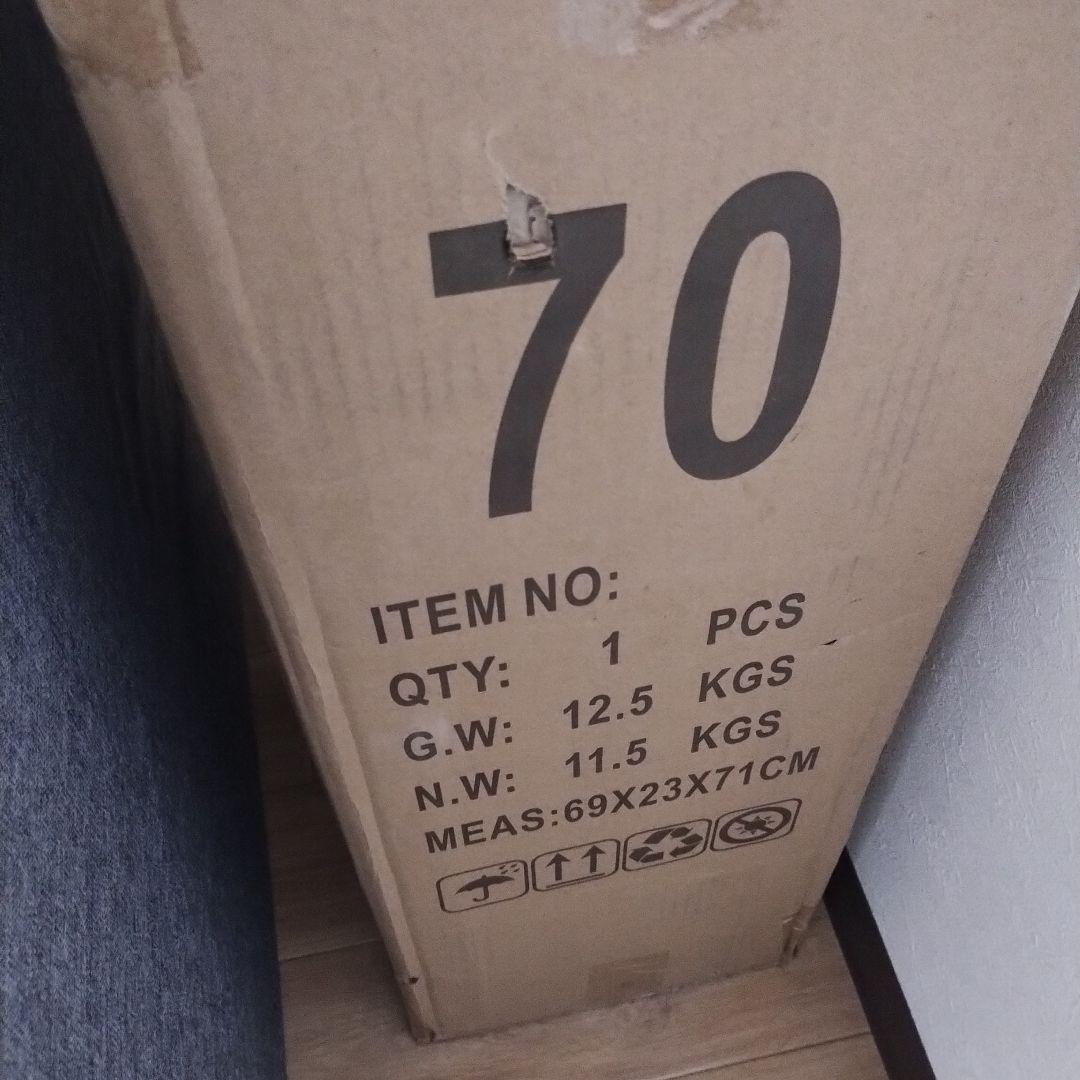 70
ITEM NO:
QTY: 1 PCS
G.W: 12.5 KGS
N.W: 11.5 KGS
MEAS:69X23X71CM